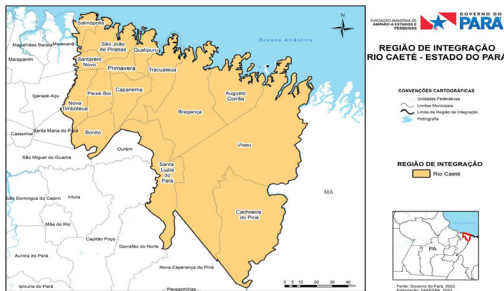 Salinópolis
Magalhães Barata
Maracanã
São João
de Pirabas
Quatipuru
Maraparim
Santarém
Novo
Primavera
Tracuateua
Igarapé-Açu
Peixe-Boi
Capanema
Augusto
Corrêa
Nova
Timboteua
Bragança
Castanhal
Santa Maria do Pará
Bonito
Ourém
Viseu
São Miguel do Guamá
Santa
Luzia
do
Pará
MA
São Domingos do Capim
Irituia
Mãe do Rio
Cachoeira
do Piriá
Capitão Poço
Garrafão do Norte
Aurora do Pará
Nova Esperança do Piriá
Ipixuna do Pará
Paragominas
Oceano Atlântico
N
FUNDAÇÃO AMAZÔNIA DE
AMPARO A ESTUDOS E
PESQUISAS
GOVERNO DO
PARÁ
REGIÃO DE INTEGRAÇÃO
RIO CAETÉ - ESTADO DO PARÁ
CONVENÇÕES CARTOGRÁFICAS
Unidades Federativas
Limites Municipais
Limite da Região de Integração
Hidrografia
REGIÃO DE INTEGRAÇÃO
Rio Caeté
PA
Fonte: Governo do Pará, 2022.
Elaboração: FAPESPA, 2023.